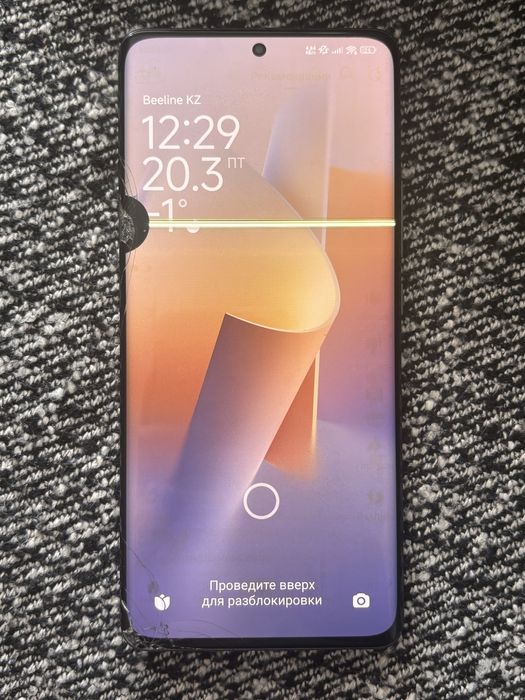 Beeline KZ
12:29
20.3 ПТ
-1°
Проведите вверх
для разблокировки